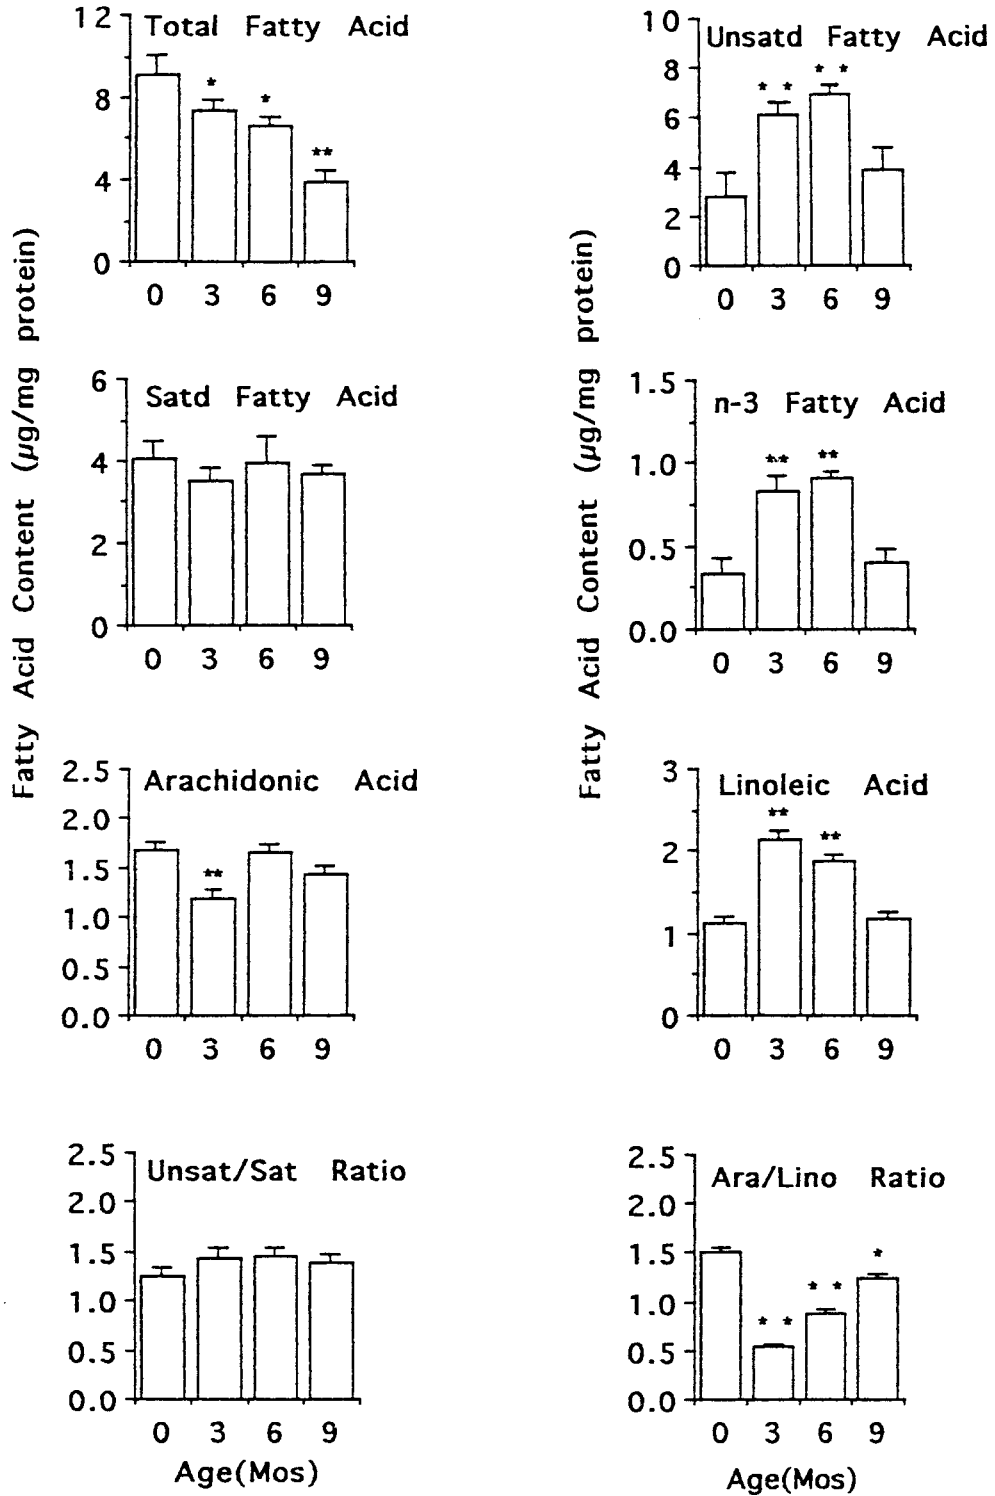 Fatty Acid Content (µg/mg protein)
Total Fatty Acid
12
8
4
0
*
*
**
0 3 6 9
Satd Fatty Acid
6
4
2
0
0 3 6 9
Arachidonic Acid
2.5
2.0
1.5
1.0
0.5
0.0
**
0 3 6 9
Unsat/Sat Ratio
2.5
2.0
1.5
1.0
0.5
0.0
0 3 6 9
Age(Mos)
Fatty Acid Content (µg/mg protein)
Unsatd Fatty Acid
10
8
6
4
2
0
* *
* *
0 3 6 9
n-3 Fatty Acid
1.5
1.0
0.5
0.0
**
**
0 3 6 9
Linoleic Acid
3
2
1
0
**
**
0 3 6 9
Ara/Lino Ratio
2.5
2.0
1.5
1.0
0.5
0.0
* *
* *
*
0 3 6 9
Age(Mos)